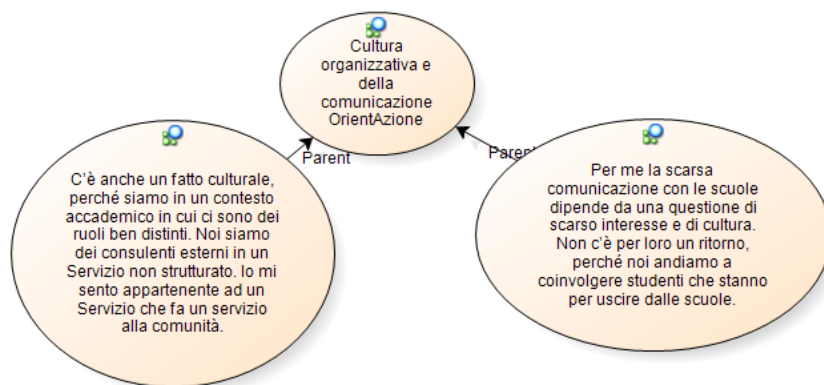 Cultura
organizzativa e
della
comunicazione
OrientAzione
Parent
Parent
C'è anche un fatto culturale,
perché siamo in un contesto
accademico in cui ci sono dei
ruoli ben distinti. Noi siamo
dei consulenti esterni in un
Servizio non strutturato. Io mi
sento appartenente ad un
Servizio che fa un servizio
alla comunità.
Per me la scarsa
comunicazione con le scuole
dipende da una questione di
scarso interesse e di cultura.
Non c'è per loro un ritorno,
perché noi andiamo a
coinvolgere studenti che stanno
per uscire dalle scuole.